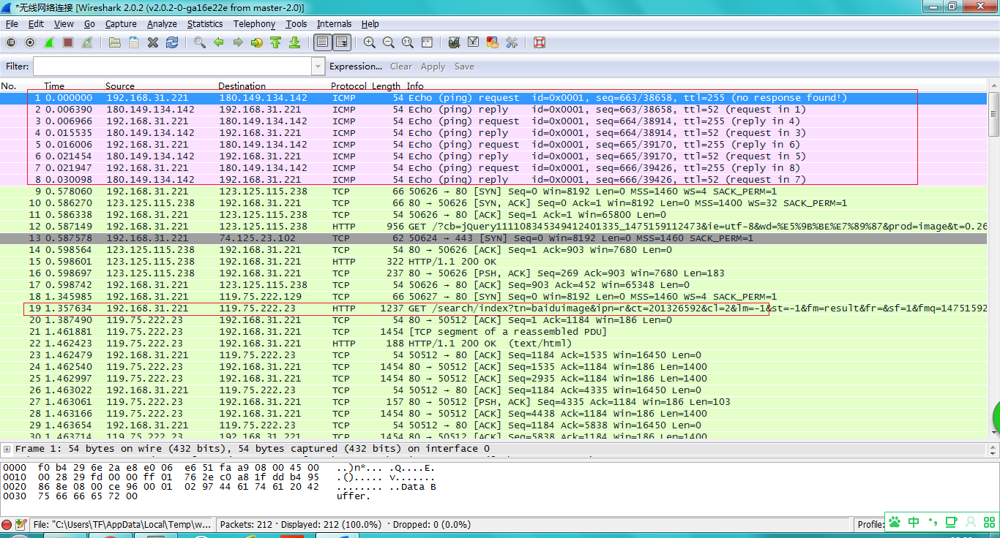 *无线网络连接 [Wireshark 2.0.2 (v2.0.2-0-ga16e22e from master-2.0)]
File Edit View Go Capture Analyze Statistics Telephony Tools Internals Help
Filter: Expression... Clear Apply Save
No. Time Source Destination Protocol Length Info
1 0.000000 192.168.31.221 180.149.134.142 ICMP 54 Echo (ping) request id=0x0001, seq=663/38658, ttl=255 (no response found!)
2 0.006390 180.149.134.142 192.168.31.221 ICMP 54 Echo (ping) reply id=0x0001, seq=663/38658, ttl=52 (request in 1)
3 0.006966 192.168.31.221 180.149.134.142 ICMP 54 Echo (ping) request id=0x0001, seq=664/38914, ttl=255 (reply in 4)
4 0.015535 180.149.134.142 192.168.31.221 ICMP 54 Echo (ping) reply id=0x0001, seq=664/38914, ttl=52 (request in 3)
5 0.016006 192.168.31.221 180.149.134.142 ICMP 54 Echo (ping) request id=0x0001, seq=665/39170, ttl=255 (reply in 6)
6 0.021454 180.149.134.142 192.168.31.221 ICMP 54 Echo (ping) reply id=0x0001, seq=665/39170, ttl=52 (request in 5)
7 0.021947 192.168.31.221 180.149.134.142 ICMP 54 Echo (ping) request id=0x0001, seq=666/39426, ttl=255 (reply in 8)
8 0.030098 180.149.134.142 192.168.31.221 ICMP 54 Echo (ping) reply id=0x0001, seq=666/39426, ttl=52 (request in 7)
9 0.578060 192.168.31.221 123.125.115.238 TCP 66 50626 → 80 [SYN] Seq=0 Win=8192 Len=0 MSS=1460 WS=4 SACK_PERM=1
10 0.586270 123.125.115.238 192.168.31.221 TCP 66 80 → 50626 [SYN, ACK] Seq=0 Ack=1 Win=8192 Len=0 MSS=1400 WS=32 SACK_PERM=1
11 0.586338 192.168.31.221 123.125.115.238 TCP 54 50626 → 80 [ACK] Seq=1 Ack=1 Win=65800 Len=0
12 0.587149 192.168.31.221 123.125.115.238 HTTP 956 GET /?cb=jQuery111108345349412401335_1475159112473&ie=utf-8&wd=%E5%9B%BE%E7%89%87&prod=image&t=0.26
13 0.587578 192.168.31.221 74.125.23.102 TCP 62 50624 → 443 [SYN] Seq=0 Win=8192 Len=0 MSS=1460 SACK_PERM=1
14 0.598564 123.125.115.238 192.168.31.221 TCP 54 80 → 50626 [ACK] Seq=1 Ack=903 Win=7680 Len=0
15 0.598601 123.125.115.238 192.168.31.221 HTTP 322 HTTP/1.1 200 OK
16 0.598697 123.125.115.238 192.168.31.221 TCP 237 80 → 50626 [PSH, ACK] Seq=269 Ack=903 Win=7680 Len=183
17 0.598742 192.168.31.221 123.125.115.238 TCP 54 50626 → 80 [ACK] Seq=903 Ack=452 Win=65348 Len=0
18 1.345985 192.168.31.221 119.75.222.129 TCP 66 50627 → 80 [SYN] Seq=0 Win=8192 Len=0 MSS=1460 WS=4 SACK_PERM=1
19 1.357634 192.168.31.221 119.75.222.23 HTTP 1237 GET /search/index?tn=baiduimage&ipn=r&ct=201326592&cl=2&lm=-1&st=-1&fm=result&fr=&sf=1&fmq=14751592
20 1.387490 119.75.222.23 192.168.31.221 TCP 54 80 → 50512 [ACK] Seq=1 Ack=1184 Win=186 Len=0
21 1.461881 119.75.222.23 192.168.31.221 TCP 1454 [TCP segment of a reassembled PDU]
22 1.462423 119.75.222.23 192.168.31.221 HTTP 188 HTTP/1.1 200 OK (text/html)
23 1.462479 192.168.31.221 119.75.222.23 TCP 54 50512 → 80 [ACK] Seq=1184 Ack=1535 Win=16450 Len=0
24 1.462540 119.75.222.23 192.168.31.221 TCP 1454 80 → 50512 [ACK] Seq=1535 Ack=1184 Win=186 Len=1400
25 1.462997 119.75.222.23 192.168.31.221 TCP 1454 80 → 50512 [ACK] Seq=2935 Ack=1184 Win=186 Len=1400
26 1.463022 192.168.31.221 119.75.222.23 TCP 54 50512 → 80 [ACK] Seq=1184 Ack=4335 Win=16450 Len=0
27 1.463061 119.75.222.23 192.168.31.221 TCP 157 80 → 50512 [PSH, ACK] Seq=4335 Ack=1184 Win=186 Len=103
28 1.463166 119.75.222.23 192.168.31.221 TCP 1454 80 → 50512 [ACK] Seq=4438 Ack=1184 Win=186 Len=1400
29 1.463654 192.168.31.221 119.75.222.23 TCP 54 50512 → 80 [ACK] Seq=1184 Ack=5838 Win=16450 Len=0
30 1.463714 119.75.222.23 192.168.31.221 TCP 1454 80 → 50512 [ACK] Seq=5838 Ack=1184 Win=186 Len=1400
Frame 1: 54 bytes on wire (432 bits), 54 bytes captured (432 bits) on interface 0
0000 f0 b4 29 6e 2a e8 e0 06 e6 51 fa a9 08 00 45 00 ..)n*... .Q....E.
0010 00 28 29 fd 00 00 ff 01 76 2e c0 a8 1f dd b4 95 .().... v.......
0020 86 8e 08 00 ce 96 00 01 02 97 44 61 74 61 20 42 ........ ..Data B
0030 75 66 66 65 72 00 uffer.
File: "C:\Users\TF\AppData\Local\Temp\w... Packets: 212 · Displayed: 212 (100.0%) · Dropped: 0 (0.0%) Profile:
中